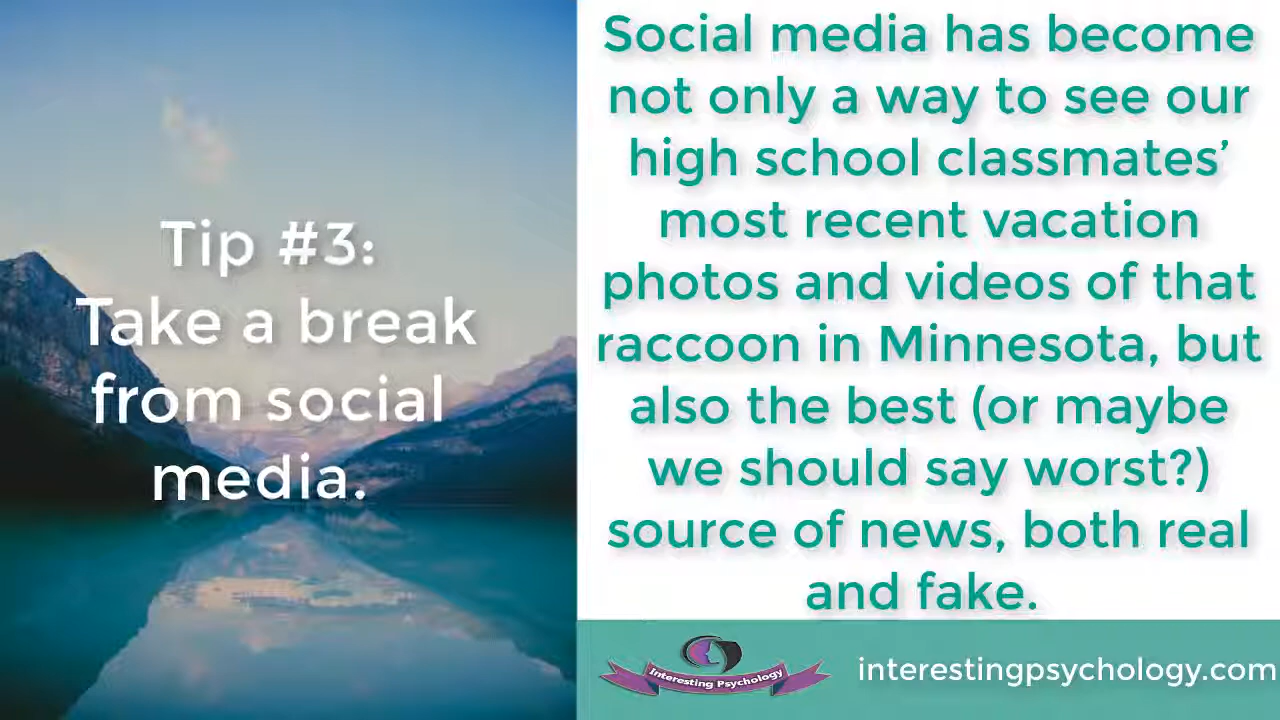 Tip #3:
Take a break
from social
media.
Social media has become
not only a way to see our
high school classmates’
most recent vacation
photos and videos of that
raccoon in Minnesota, but
also the best (or maybe
we should say worst?)
source of news, both real
and fake.
Interesting Psychology
interestingpsychology.com